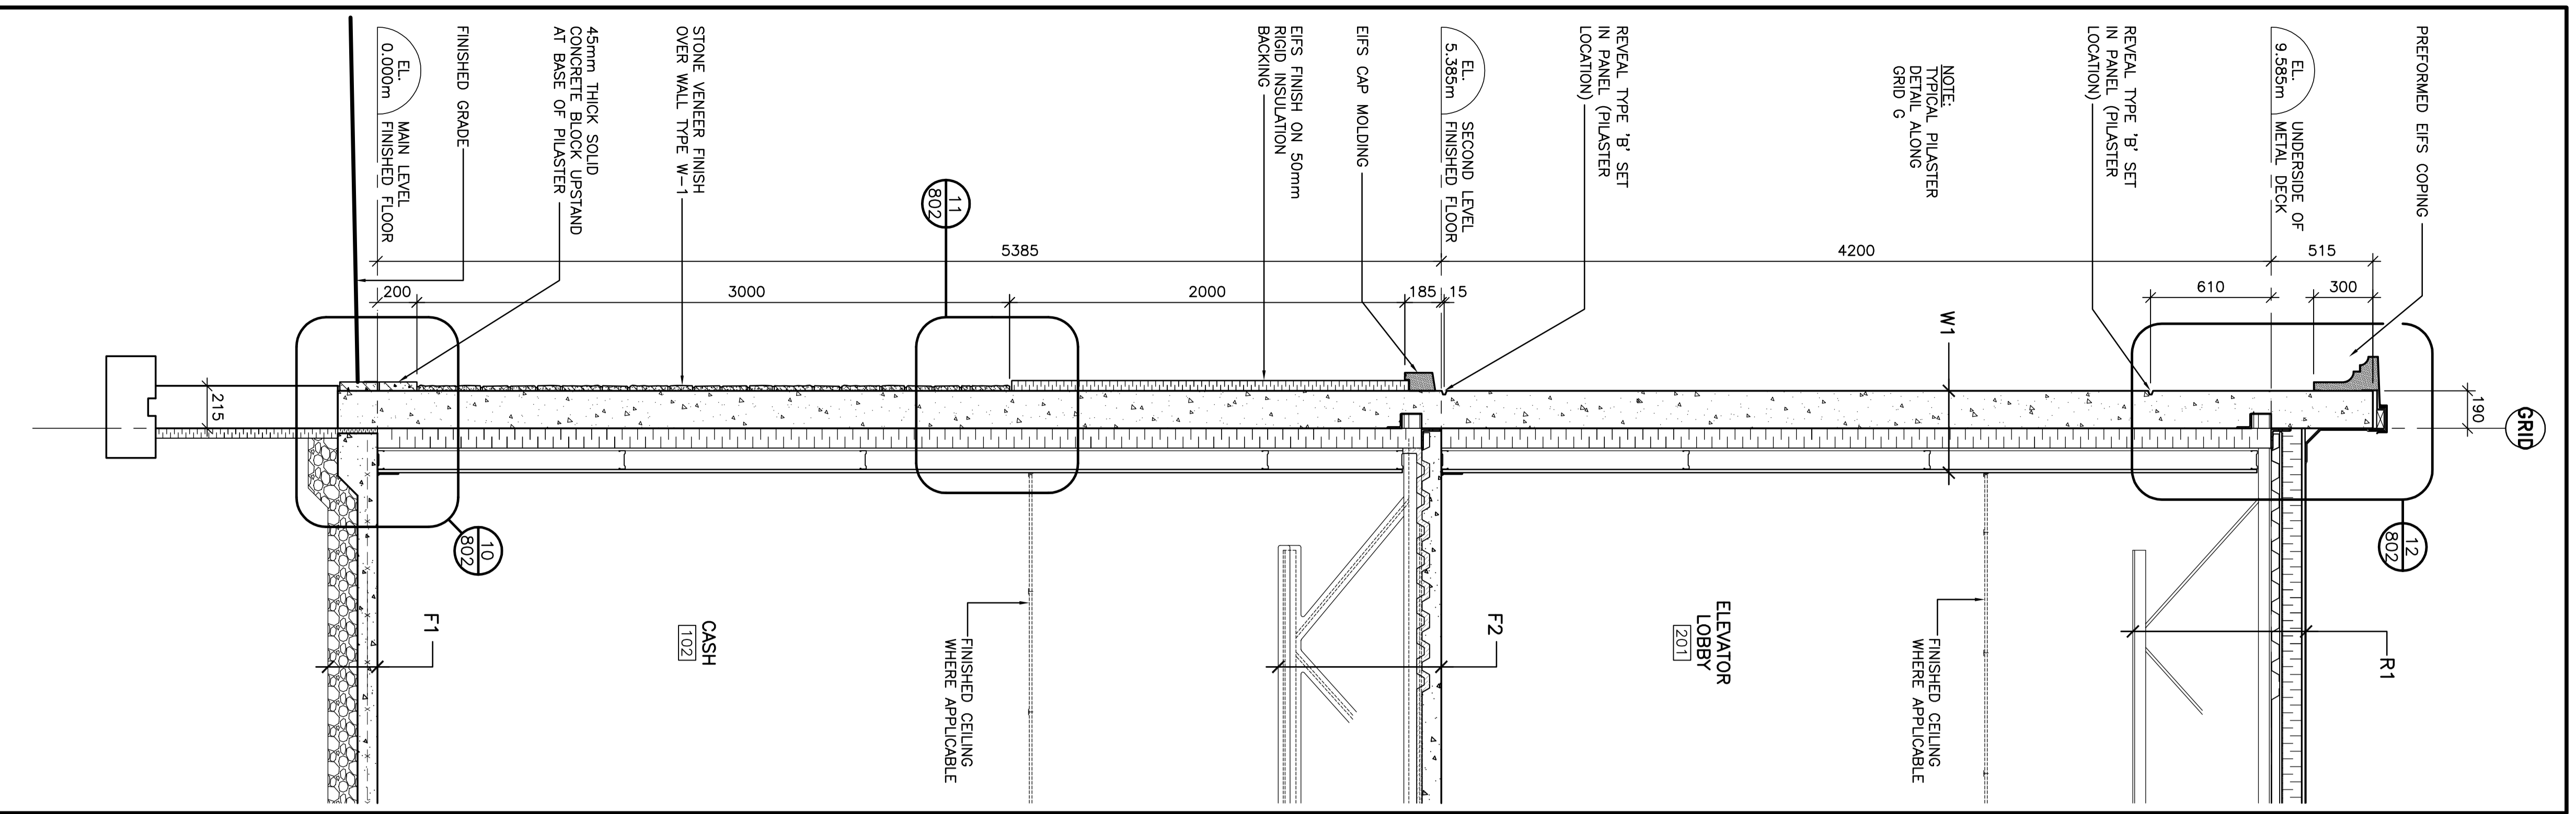 PREFORMED EIFS COPING
EL.
9.585m
UNDERSIDE OF
METAL DECK
REVEAL TYPE 'B' SET
IN PANEL (PILASTER
LOCATION)
NOTE:
TYPICAL PILASTER
DETAIL ALONG
GRID G
REVEAL TYPE 'B' SET
IN PANEL (PILASTER
LOCATION)
EL.
5.385m
SECOND LEVEL
FINISHED FLOOR
EIFS CAP MOLDING
EIFS FINISH ON 50mm
RIGID INSULATION
BACKING
STONE VENEER FINISH
OVER WALL TYPE W-1
45mm THICK SOLID
CONCRETE BLOCK UPSTAND
AT BASE OF PILASTER
FINISHED GRADE
EL.
0.000m
MAIN LEVEL
FINISHED FLOOR
515
4200
5385
300
610
15
185
2000
3000
200
190
215
GRID
W1
12
802
11
802
10
802
R1
FINISHED CEILING
WHERE APPLICABLE
ELEVATOR
LOBBY
201
F2
FINISHED CEILING
WHERE APPLICABLE
CASH
102
F1